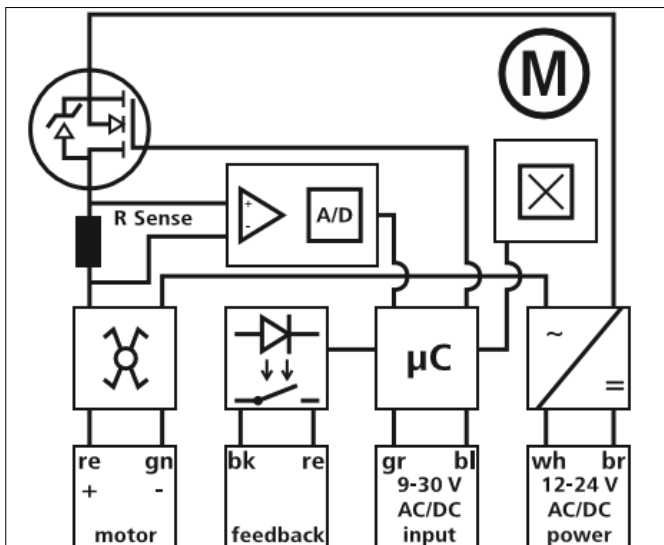 M
R Sense
+
-
A/D
µC
~
=
re gn
+ -
motor
bk re
feedback
gr bl
9-30 V
AC/DC
input
wh br
12-24 V
AC/DC
power